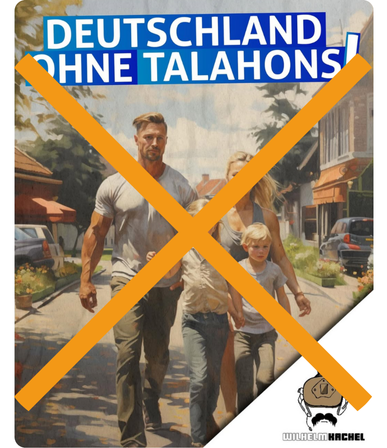 DEUTSCHLAND
OHNE TALAHONS!
WILHELM KACHEL